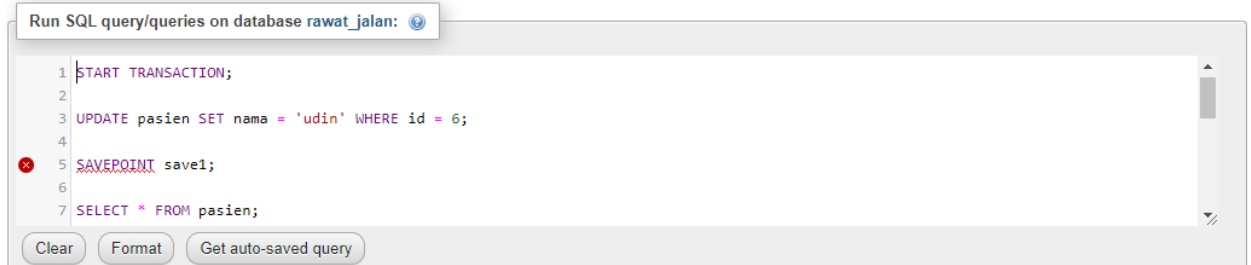 Run SQL query/queries on database rawat_jalan:
1 START TRANSACTION;
2
3 UPDATE pasien SET nama = 'udin' WHERE id = 6;
4
5 SAVEPOINT save1;
6
7 SELECT * FROM pasien;
Clear Format Get auto-saved query